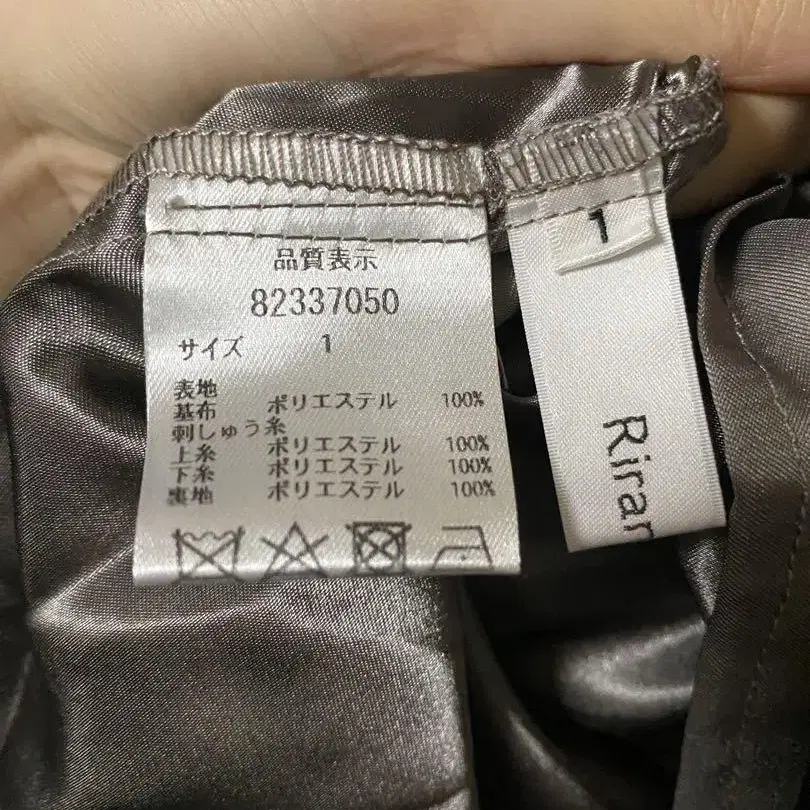 品質表示
82337050
サイズ 1
表地
基布 ポリエステル 100%
刺しゅう糸
上糸 ポリエステル 100%
下糸 ポリエステル 100%
裏地 ポリエステル 100%
1
Rirar